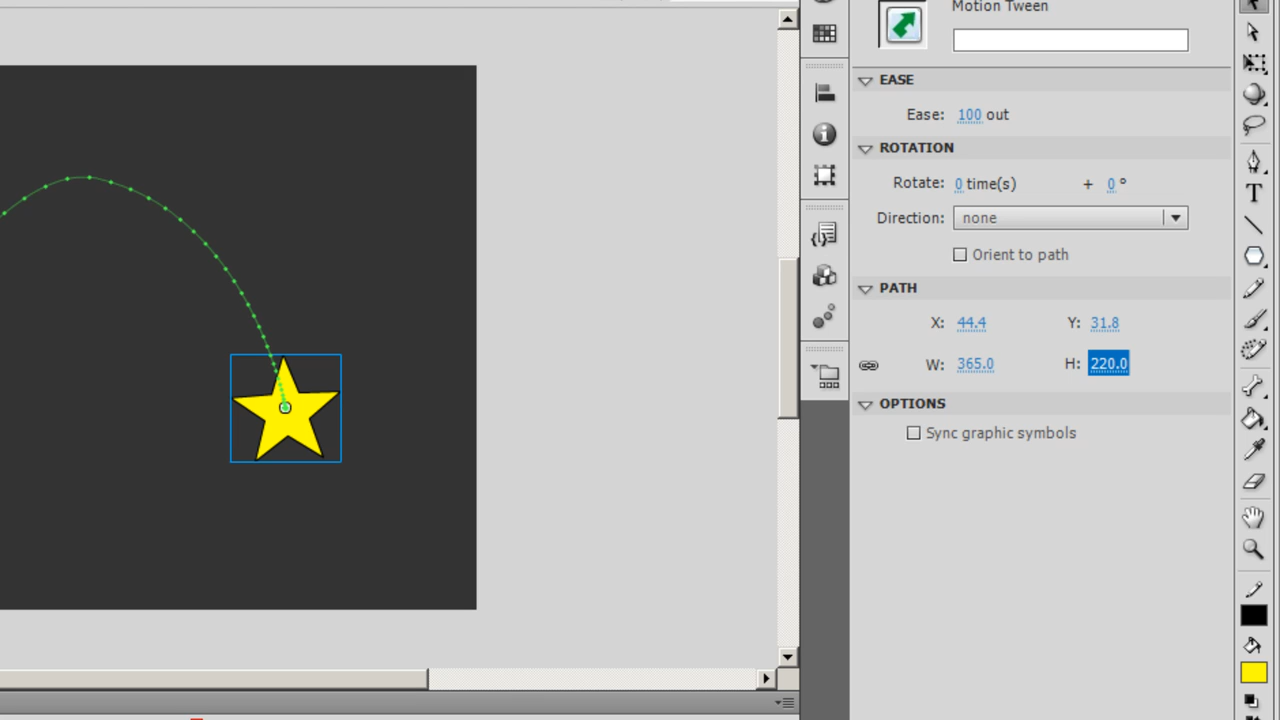 Motion Tween
EASE
Ease: 100 out
ROTATION
Rotate: 0 time(s) + 0 °
Direction: none
Orient to path
PATH
X: 44.4 Y: 31.8
W: 365.0 H: 220.0
OPTIONS
Sync graphic symbols